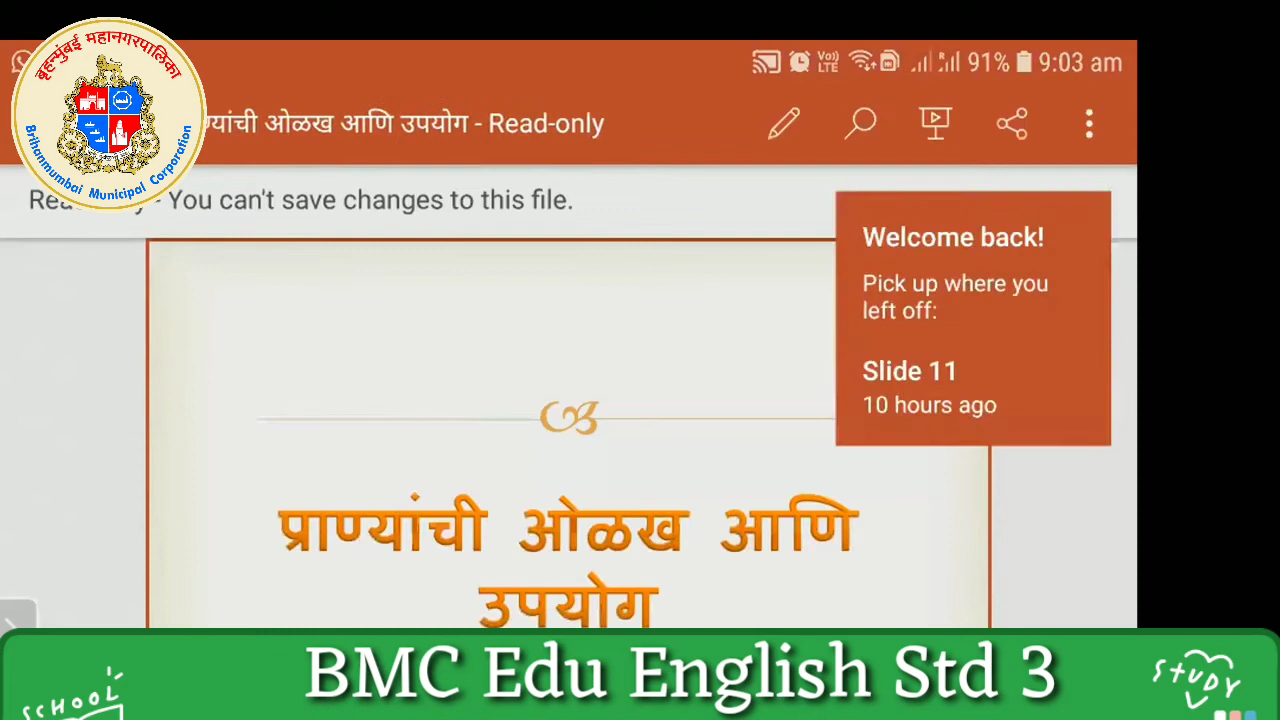 बृहन्मुंबई महानगरपालिका
Brihanmumbai Municipal Corporation
Vo)) LTE 91% 9:03 am
ण्यांची ओळख आणि उपयोग - Read-only
- You can't save changes to this file.
Welcome back!
Pick up where you
left off:
Slide 11
10 hours ago
प्राण्यांची ओळख आणि
उपयोग
BMC Edu English Std 3
SCHOOL
STUDY